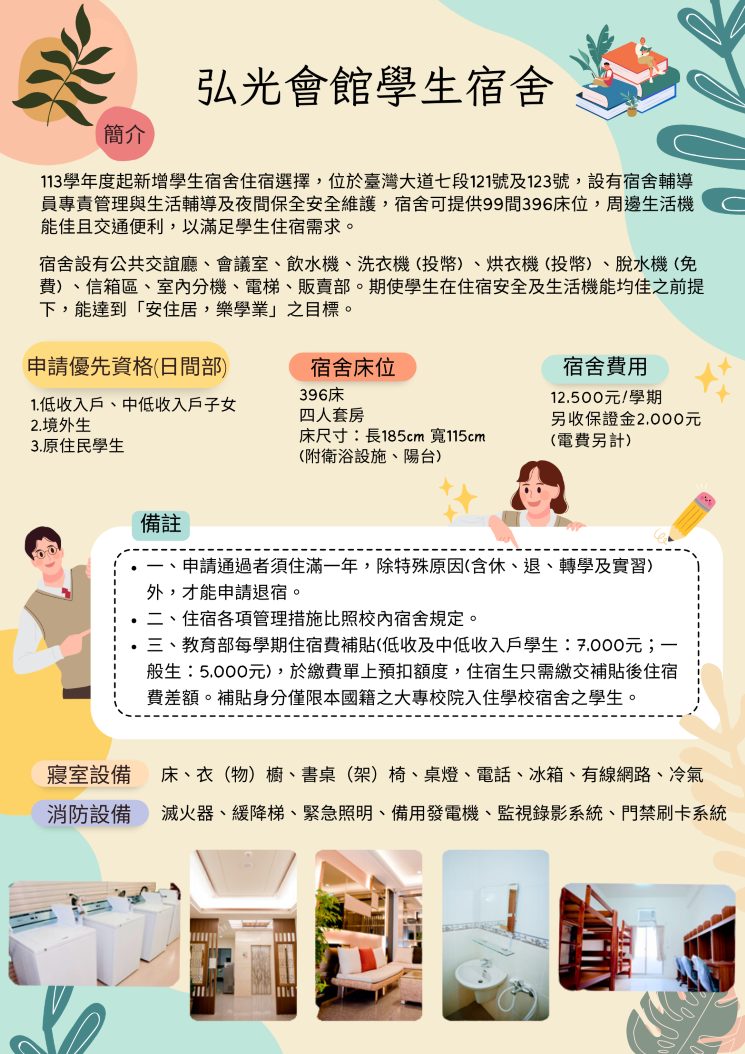 弘光會館學生宿舍
簡介
113學年度起新增學生宿舍住宿選擇，位於臺灣大道七段121號及123號，設有宿舍輔導
員專責管理與生活輔導及夜間保全安全維護，宿舍可提供99間396床位，周邊生活機
能佳且交通便利，以滿足學生住宿需求。
宿舍設有公共交誼廳、會議室、飲水機、洗衣機 (投幣) 、烘衣機 (投幣) 、脫水機 (免
費) 、信箱區、室內分機、電梯、販賣部。期使學生在住宿安全及生活機能均佳之前提
下，能達到「安住居，樂學業」之目標。
申請優先資格(日間部)
1.低收入戶、中低收入戶子女
2.境外生
3.原住民學生
宿舍床位
396床
四人套房
床尺寸：長185cm 寬115cm
(附衛浴設施、陽台)
宿舍費用
12.500元/學期
另收保證金2.000元
(電費另計)
備註
• 一、申請通過者須住滿一年，除特殊原因(含休、退、轉學及實習)
外，才能申請退宿。
• 二、住宿各項管理措施比照校內宿舍規定。
• 三、教育部每學期住宿費補貼(低收及中低收入戶學生：7.000元；一
般生：5.000元)，於繳費單上預扣額度，住宿生只需繳交補貼後住宿
費差額。補貼身分僅限本國籍之大專校院入住學校宿舍之學生。
寢室設備 床、衣（物）櫥、書桌（架）椅、桌燈、電話、冰箱、有線網路、冷氣
消防設備 滅火器、緩降梯、緊急照明、備用發電機、監視錄影系統、門禁刷卡系統